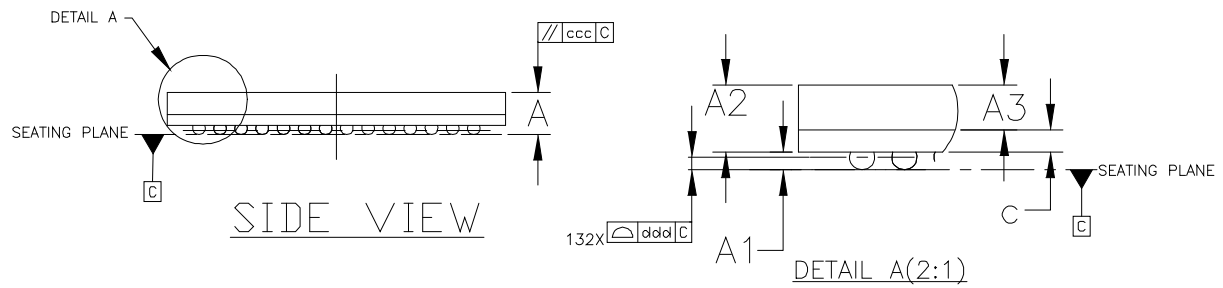 DETAIL A
// ccc C
A
SEATING PLANE
C
SIDE VIEW
A2
A3
SEATING PLANE
C
c
132X ⌓ ddd C
A1
DETAIL A(2:1)